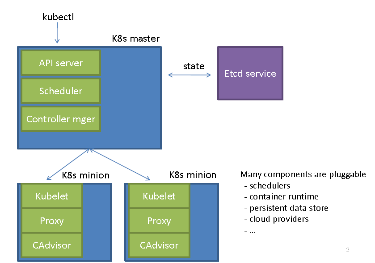 kubectl
K8s master
API server
Scheduler
Controller mger
state
Etcd service
K8s minion
Kubelet
Proxy
CAdvisor
K8s minion
Kubelet
Proxy
CAdvisor
Many components are pluggable
- schedulers
- container runtime
- persistent data store
- cloud providers
- ...